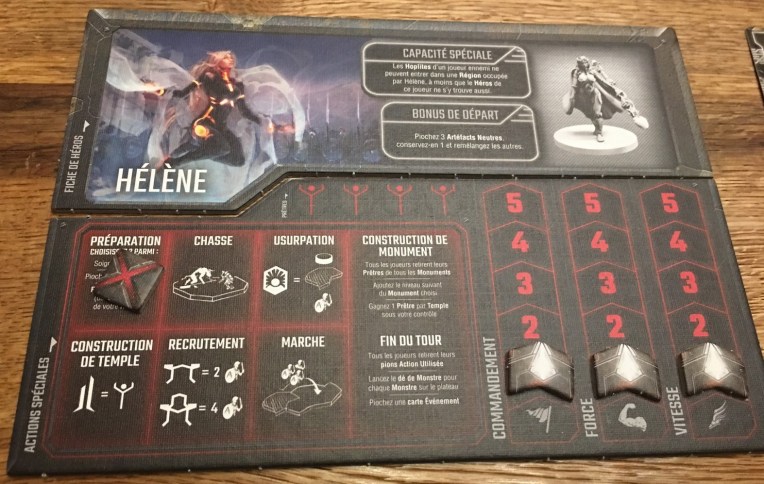 FICHE DE HÉROS
HÉLÈNE
CAPACITÉ SPÉCIALE
Les Hoplites d'un joueur ennemi ne
peuvent entrer dans une Région occupée
par Hélène, à moins que le Héros de
ce joueur ne s'y trouve aussi.
BONUS DE DÉPART
Piochez 3 Artéfacts Neutres,
conservez-en 1 et remélangez les autres.
PRÊTRES
ACTIONS SPÉCIALES
PRÉPARATION
PARMI :
Soig
Pioch
de votre
CHASSE
USURPATION
=
CONSTRUCTION
DE TEMPLE
=
RECRUTEMENT
= 2
= 4
MARCHE
CONSTRUCTION DE
MONUMENT
Tous les joueurs retirent leurs
Prêtres de tous les Monuments
Ajoutez le niveau suivant
du Monument choisi
Gagnez 1 Prêtre par Temple
sous votre contrôle
FIN DU TOUR
Tous les joueurs retirent leurs
pions Action Utilisée
Lancez le dé de Monstre pour
chaque Monstre sur le plateau
Piochez une carte Événement
COMMANDEMENT
5
4
3
2
FORCE
5
4
3
2
VITESSE
5
4
3
2